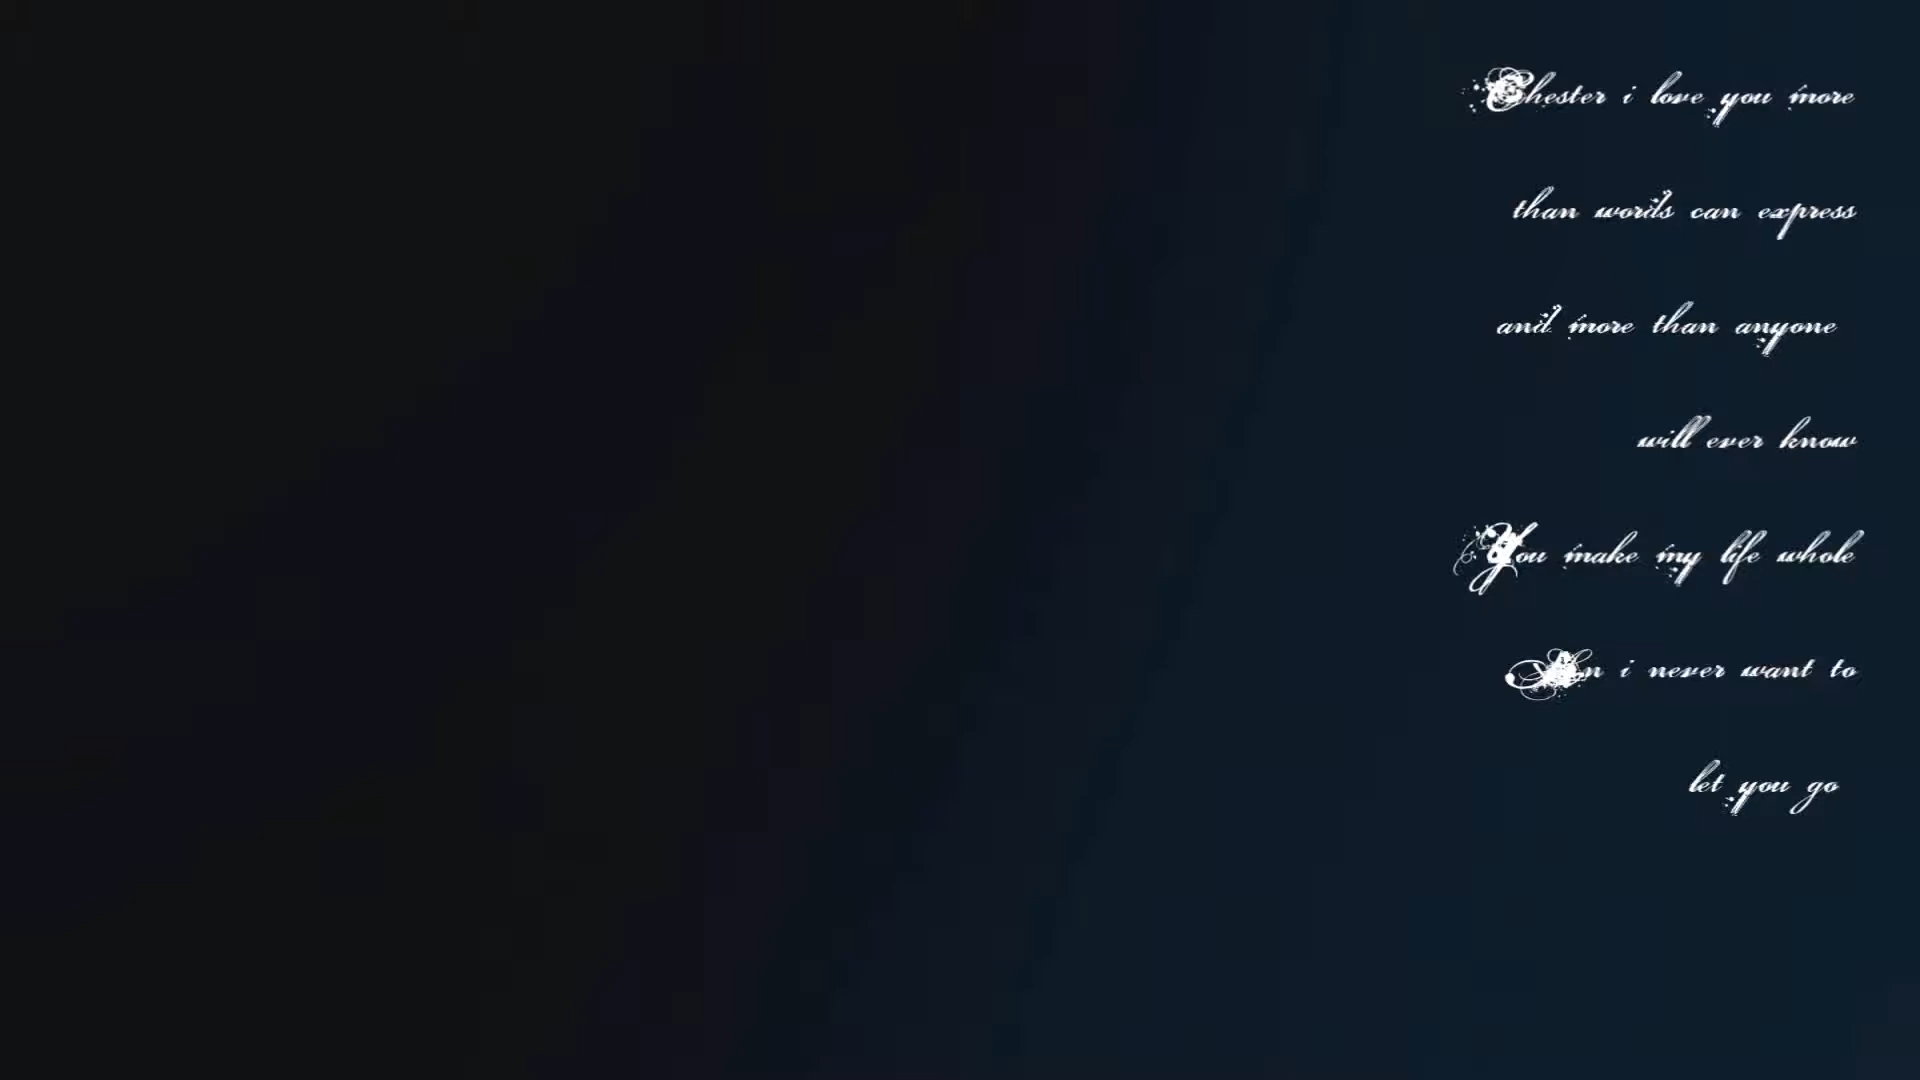 Chester i love you more
than words can express
and more than anyone
will ever know
You make my life whole
An i never want to
let you go